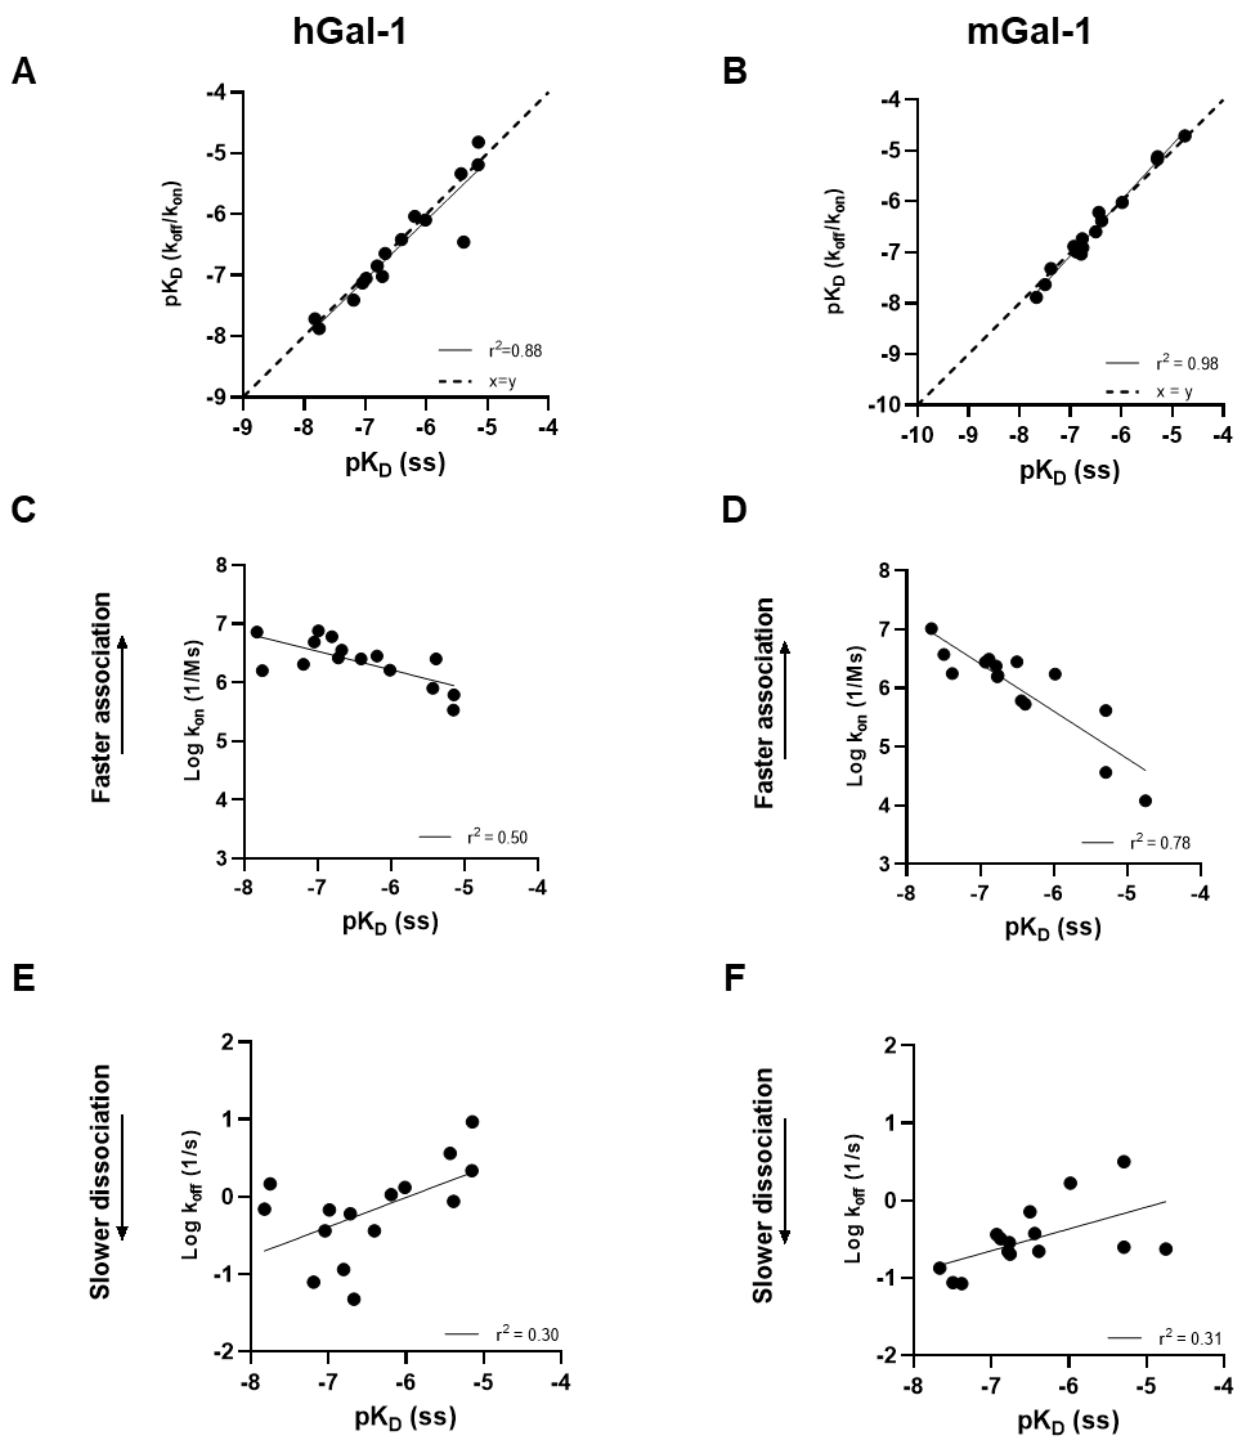 hGal-1
mGal-1
A
B
-4
-5
-6
-7
-8
-9
pKD (koff/kon)
r²=0.88
x=y
-9 -8 -7 -6 -5 -4
pKD (ss)
-4
-5
-6
-7
-8
-9
-10
pKD (koff/kon)
r² = 0.98
x = y
-10 -9 -8 -7 -6 -5 -4
pKD (ss)
C
D
Faster association
8
7
6
5
4
3
Log kon (1/Ms)
r² = 0.50
-8 -7 -6 -5 -4
pKD (ss)
Faster association
8
7
6
5
4
3
Log kon (1/Ms)
r² = 0.78
-8 -7 -6 -5 -4
pKD (ss)
E
F
Slower dissociation
2
1
0
-1
-2
Log koff (1/s)
r² = 0.30
-8 -7 -6 -5 -4
pKD (ss)
Slower dissociation
2
1
0
-1
-2
Log koff (1/s)
r² = 0.31
-8 -7 -6 -5 -4
pKD (ss)